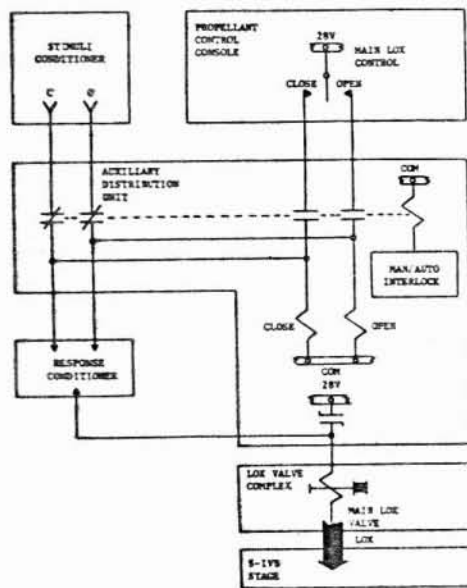 STIMULI
CONDITIONER
C O
PROPELLANT
CONTROL
CONSOLE
28V
MAIN LOX
CONTROL
CLOSE OPEN
AUXILIARY
DISTRIBUTION
UNIT
COM
MAN/AUTO
INTERLOCK
CLOSE OPEN
COM
28V
RESPONSE
CONDITIONER
LOX VALVE
COMPLEX
MAIN LOX
VALVE
LOX
S-IVB
STAGE